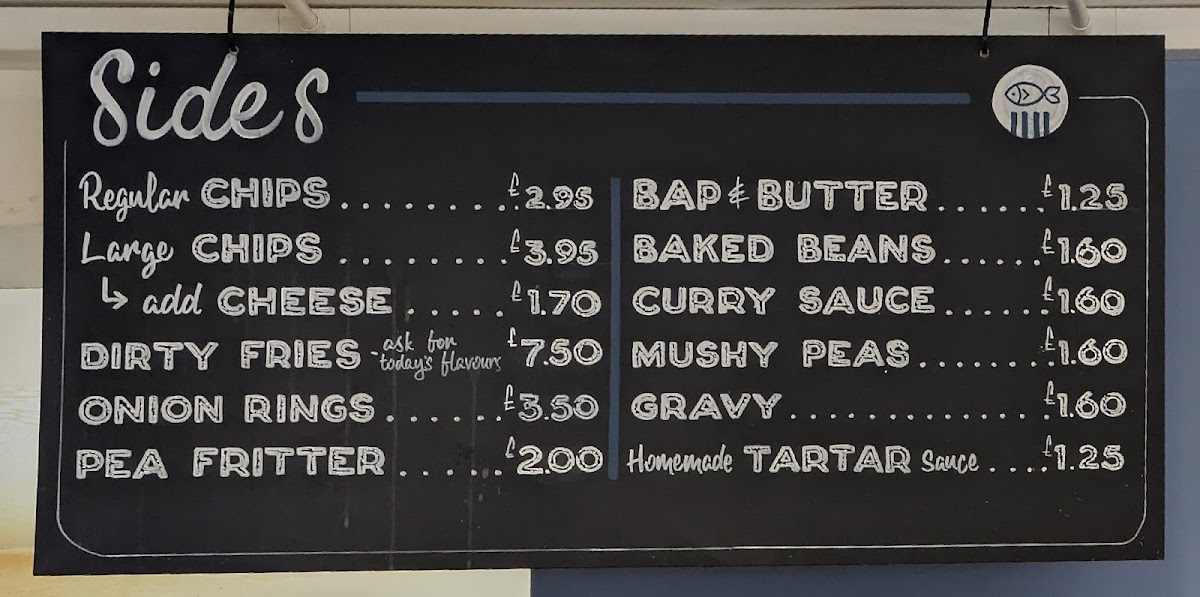 Sides
Regular CHIPS ......... £2.95
Large CHIPS ......... £3.95
↳ add CHEESE ..... £1.70
DIRTY FRIES - ask for today's flavours £7.50
ONION RINGS ...... £3.50
PEA FRITTER ...... £2.00
BAP & BUTTER ...... £1.25
BAKED BEANS ...... £1.60
CURRY SAUCE ...... £1.60
MUSHY PEAS ....... £1.60
GRAVY .............. £1.60
Homemade TARTAR Sauce .... £1.25